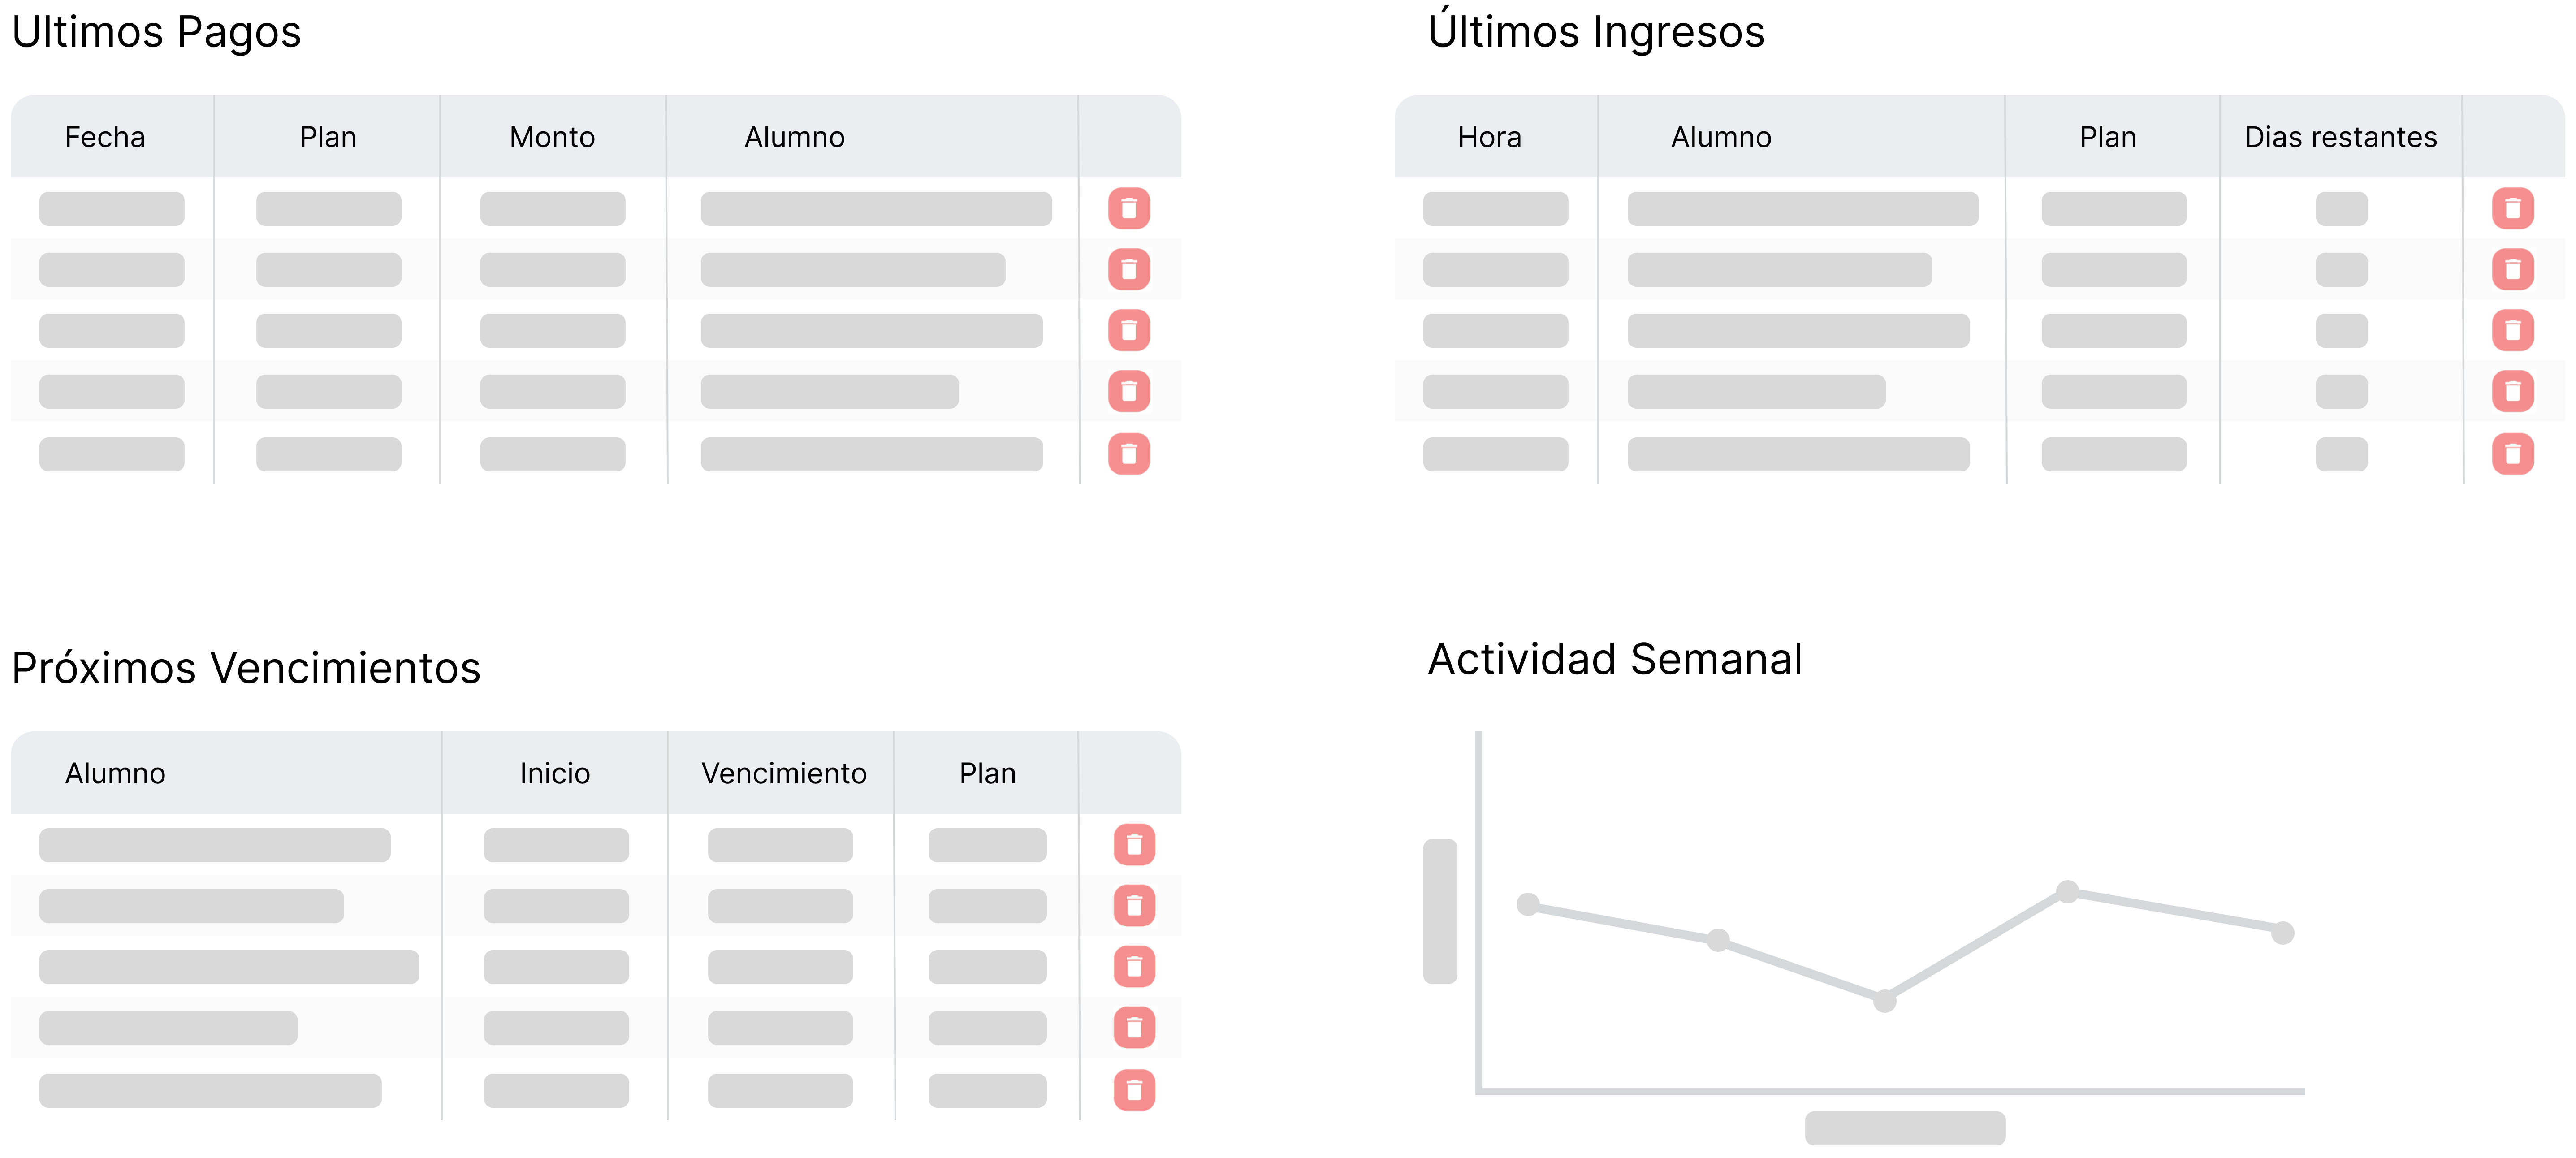 Ultimos Pagos
Fecha Plan Monto Alumno
Últimos Ingresos
Hora Alumno Plan Dias restantes
Próximos Vencimientos
Alumno Inicio Vencimiento Plan
Actividad Semanal